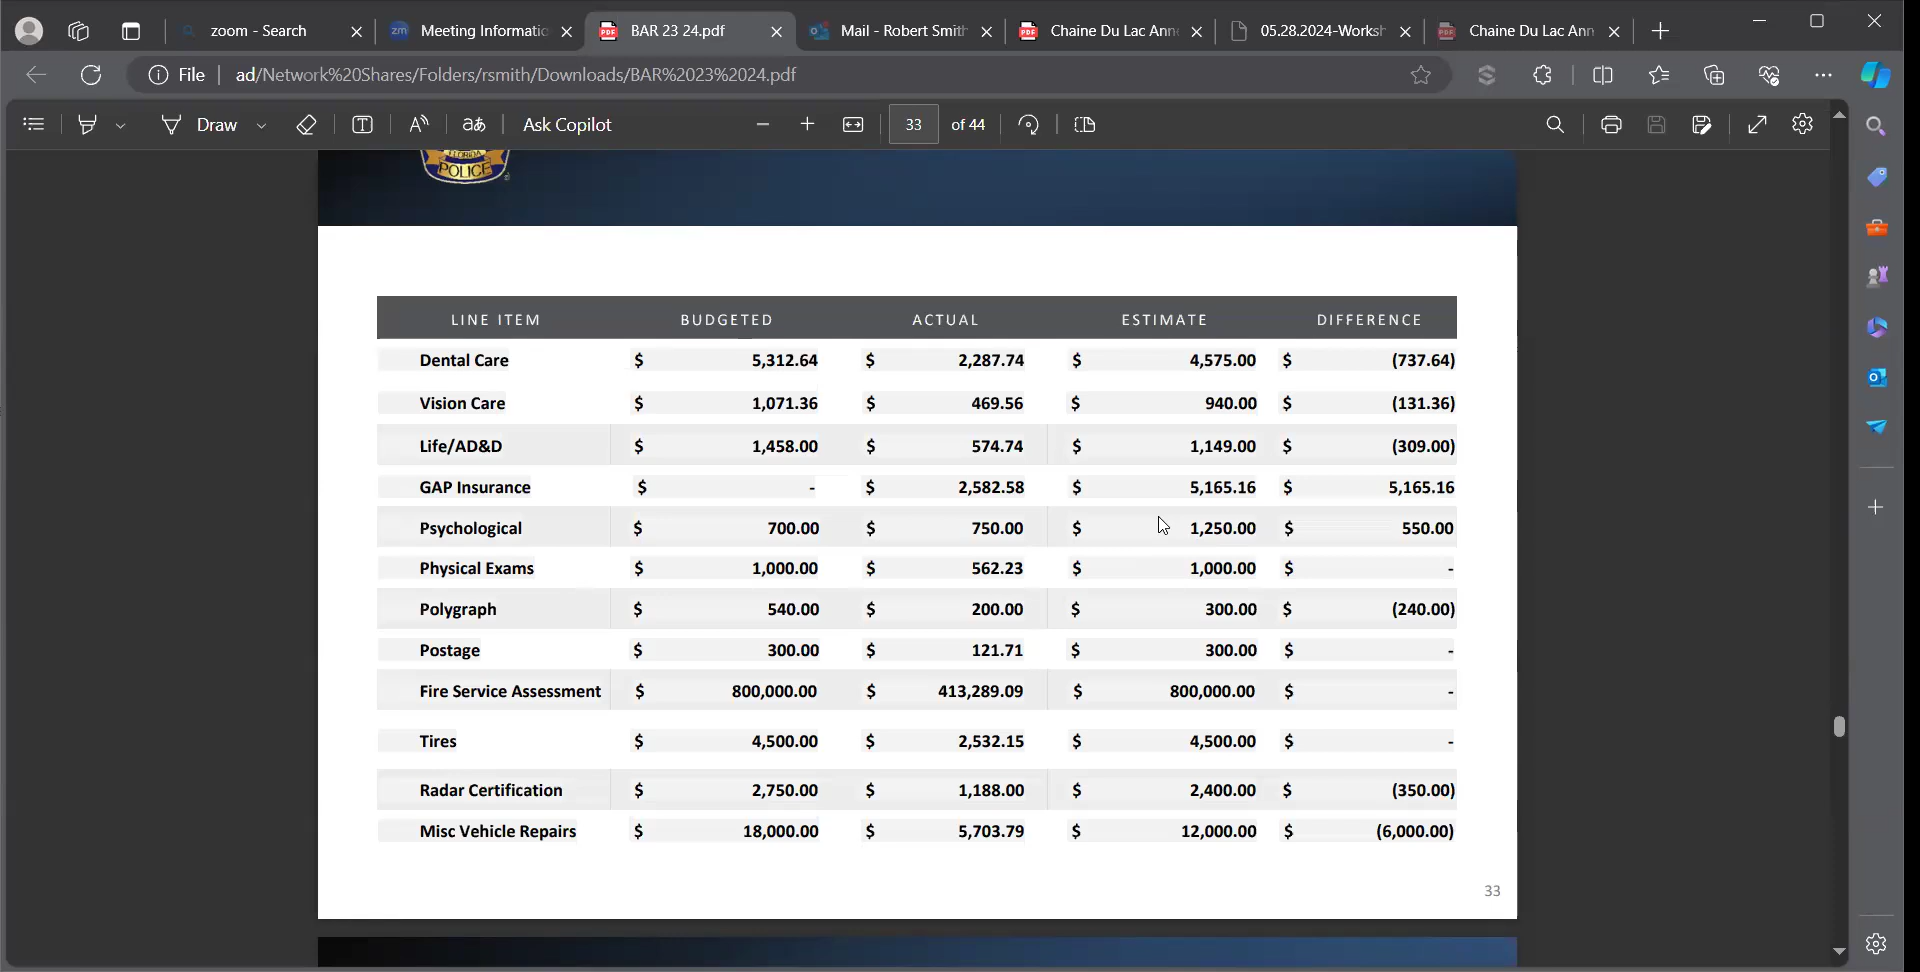 zoom - Search
Meeting Informatio
BAR 23 24.pdf
Mail - Robert Smith
Chaine Du Lac Anne
05.28.2024-Worksh
Chaine Du Lac Ann
File ad/Network%20Shares/Folders/rsmith/Downloads/BAR%2023%2024.pdf
Draw Ask Copilot 33 of 44
FLORIDA
POLICE
LINE ITEM BUDGETED ACTUAL ESTIMATE DIFFERENCE
Dental Care $ 5,312.64 $ 2,287.74 $ 4,575.00 $ (737.64)
Vision Care $ 1,071.36 $ 469.56 $ 940.00 $ (131.36)
Life/AD&D $ 1,458.00 $ 574.74 $ 1,149.00 $ (309.00)
GAP Insurance $ - $ 2,582.58 $ 5,165.16 $ 5,165.16
Psychological $ 700.00 $ 750.00 $ 1,250.00 $ 550.00
Physical Exams $ 1,000.00 $ 562.23 $ 1,000.00 $ -
Polygraph $ 540.00 $ 200.00 $ 300.00 $ (240.00)
Postage $ 300.00 $ 121.71 $ 300.00 $ -
Fire Service Assessment $ 800,000.00 $ 413,289.09 $ 800,000.00 $ -
Tires $ 4,500.00 $ 2,532.15 $ 4,500.00 $ -
Radar Certification $ 2,750.00 $ 1,188.00 $ 2,400.00 $ (350.00)
Misc Vehicle Repairs $ 18,000.00 $ 5,703.79 $ 12,000.00 $ (6,000.00)
33